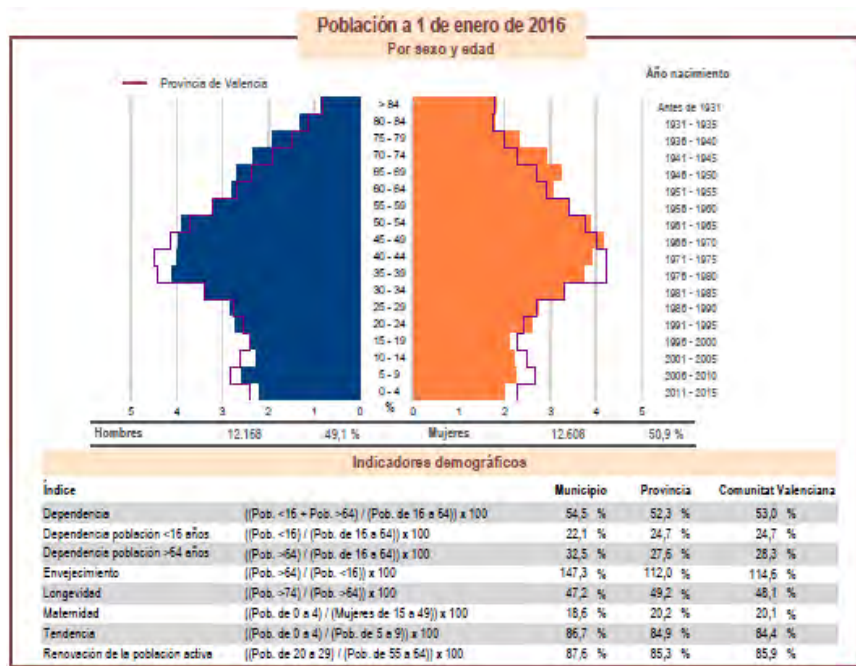 Población a 1 de enero de 2016
Por sexo y edad
Provincia de Valencia
Año nacimiento
> 84 Antes de 1931
80 - 84 1931 - 1935
75 - 79 1936 - 1940
70 - 74 1941 - 1945
65 - 69 1946 - 1950
60 - 64 1951 - 1955
55 - 59 1956 - 1960
50 - 54 1961 - 1965
45 - 49 1966 - 1970
40 - 44 1971 - 1975
35 - 39 1976 - 1980
30 - 34 1981 - 1985
25 - 29 1986 - 1990
20 - 24 1991 - 1995
15 - 19 1996 - 2000
10 - 14 2001 - 2005
5 - 9 2006 - 2010
0 - 4 2011 - 2015
5 4 3 2 1 0 % 0 1 2 3 4 5
Hombres 12.168 49,1 % Mujeres 12.608 50,9 %
Indicadores demográficos
Índice Municipio Provincia Comunitat Valenciana
Dependencia ((Pob. <16 + Pob. >64) / (Pob. de 16 a 64)) x 100 54,5 % 52,3 % 53,0 %
Dependencia población <16 años ((Pob. <16) / (Pob. de 16 a 64)) x 100 22,1 % 24,7 % 24,7 %
Dependencia población >64 años ((Pob. >64) / (Pob. de 16 a 64)) x 100 32,5 % 27,6 % 28,3 %
Envejecimiento ((Pob. >64) / (Pob. <16)) x 100 147,3 % 112,0 % 114,6 %
Longevidad ((Pob. >74) / (Pob. >64)) x 100 47,2 % 49,2 % 48,1 %
Maternidad ((Pob. de 0 a 4) / (Mujeres de 15 a 49)) x 100 18,6 % 20,2 % 20,1 %
Tendencia ((Pob. de 0 a 4) / (Pob. de 5 a 9)) x 100 86,7 % 84,9 % 84,4 %
Renovación de la población activa ((Pob. de 20 a 29) / (Pob. de 55 a 64)) x 100 87,6 % 85,3 % 85,9 %